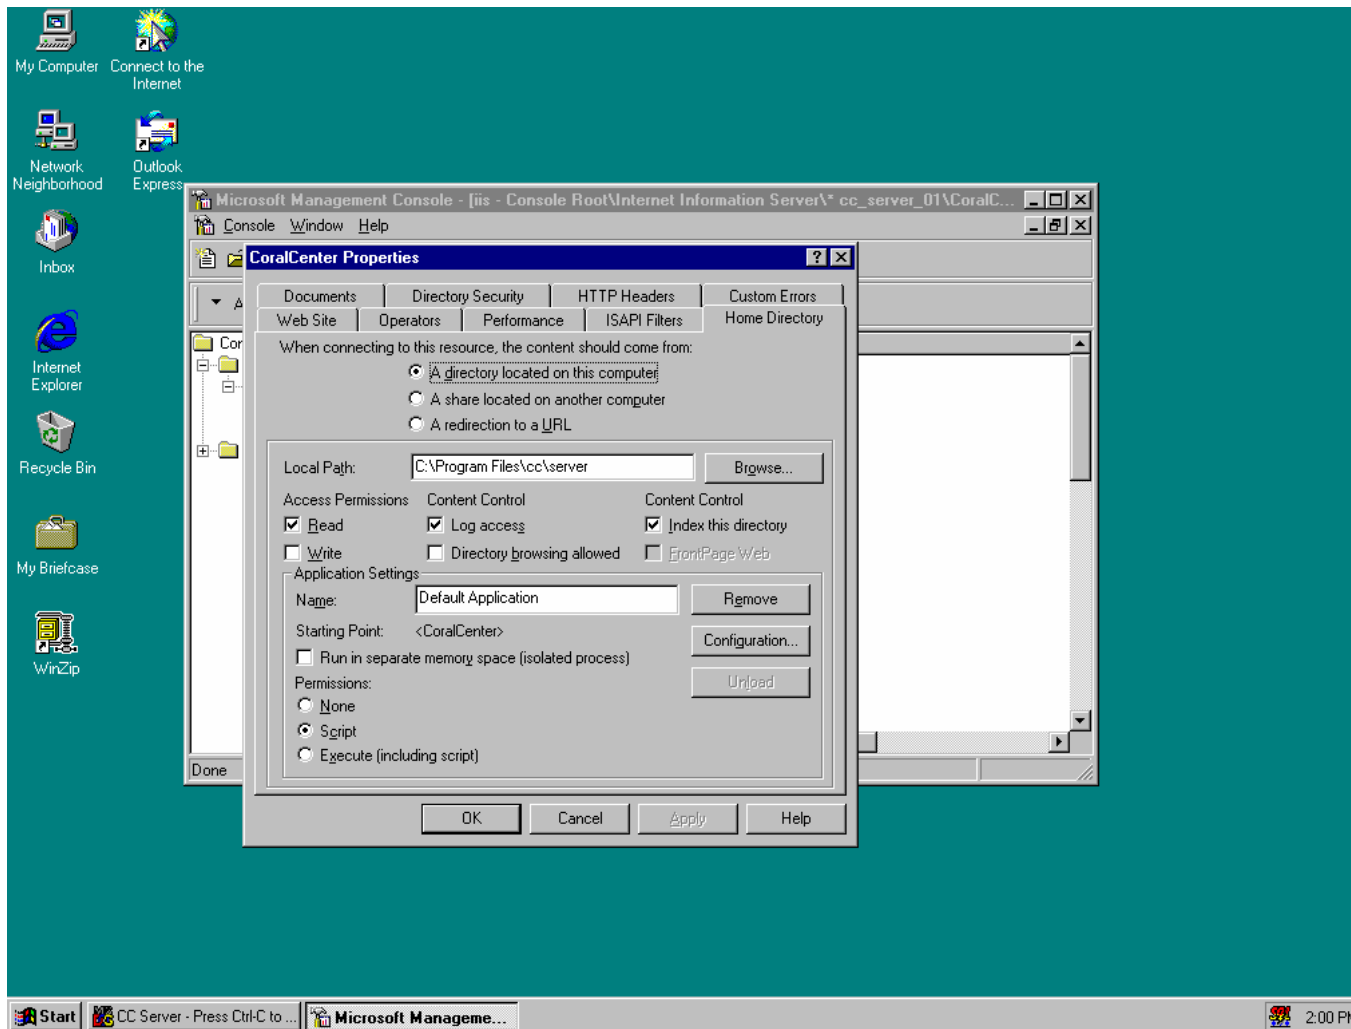 My Computer
Connect to the
Internet
Network
Neighborhood
Outlook
Express
Inbox
Internet
Explorer
Recycle Bin
My Briefcase
WinZip
Microsoft Management Console - [iis - Console Root\Internet Information Server\* cc_server_01\CoralC...
Console Window Help
CoralCenter Properties
Documents Directory Security HTTP Headers Custom Errors
Web Site Operators Performance ISAPI Filters Home Directory
When connecting to this resource, the content should come from:
A directory located on this computer
A share located on another computer
A redirection to a URL
Local Path: C:\Program Files\cc\server Browse...
Access Permissions Content Control Content Control
Read Log access Index this directory
Write Directory browsing allowed FrontPage Web
Application Settings
Name: Default Application Remove
Starting Point: <CoralCenter> Configuration...
Run in separate memory space (isolated process)
Unload
Permissions:
None
Script
Execute (including script)
Done
OK Cancel Apply Help
Start CC Server - Press Ctrl-C to ... Microsoft Manageme... 2:00